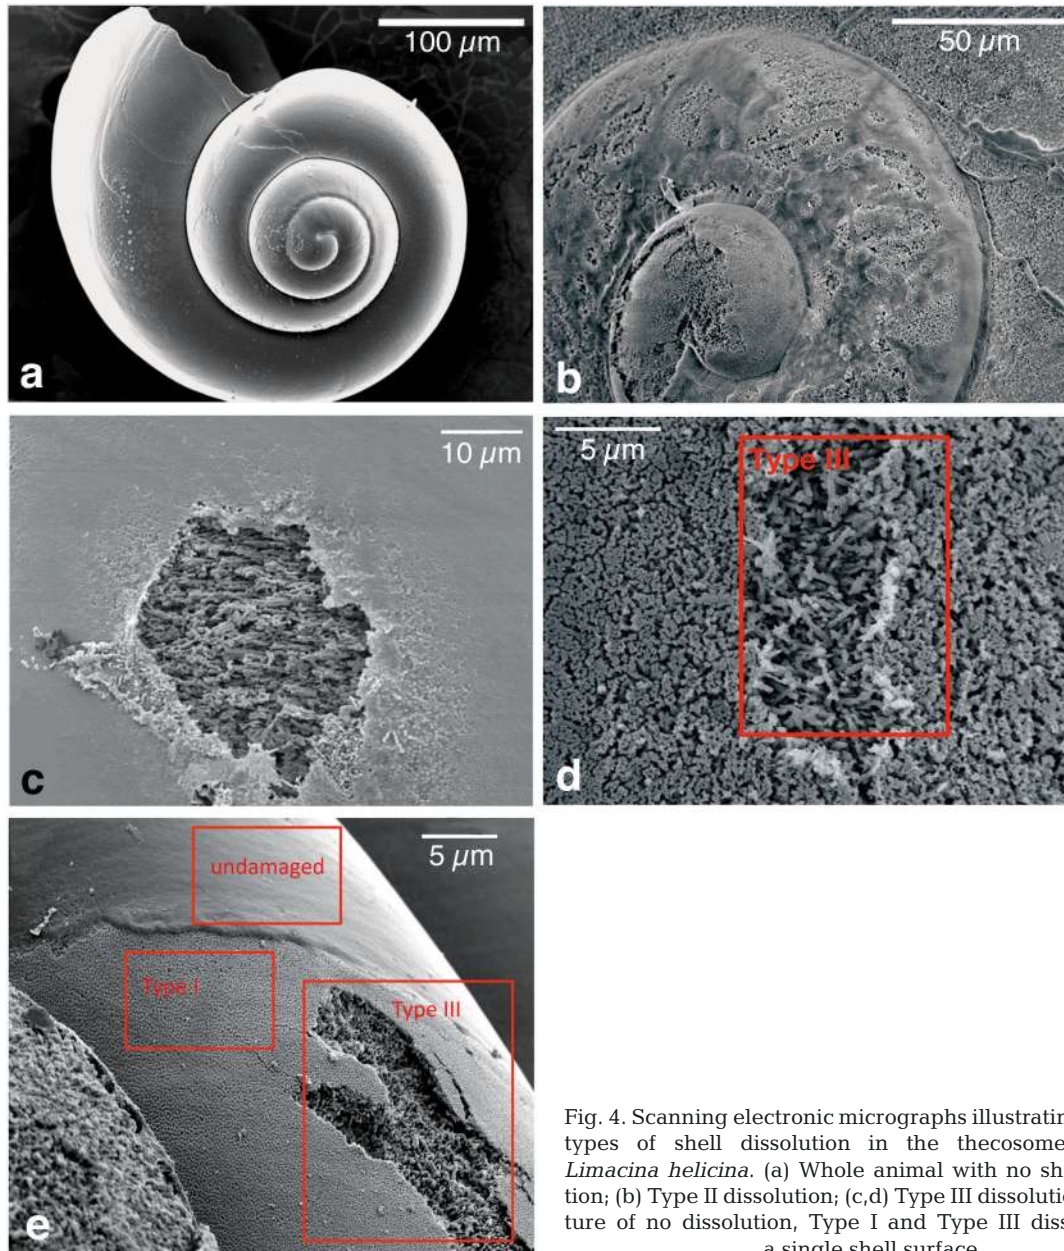 100 µm
a
50 µm
b
10 µm
c
5 µm
Type III
d
5 µm
undamaged
Type I
Type III
e
Fig. 4. Scanning electronic micrographs illustratin
types of shell dissolution in the thecosome
Limacina helicina. (a) Whole animal with no sh
tion; (b) Type II dissolution; (c,d) Type III dissolutio
ture of no dissolution, Type I and Type III diss
a single shell surface